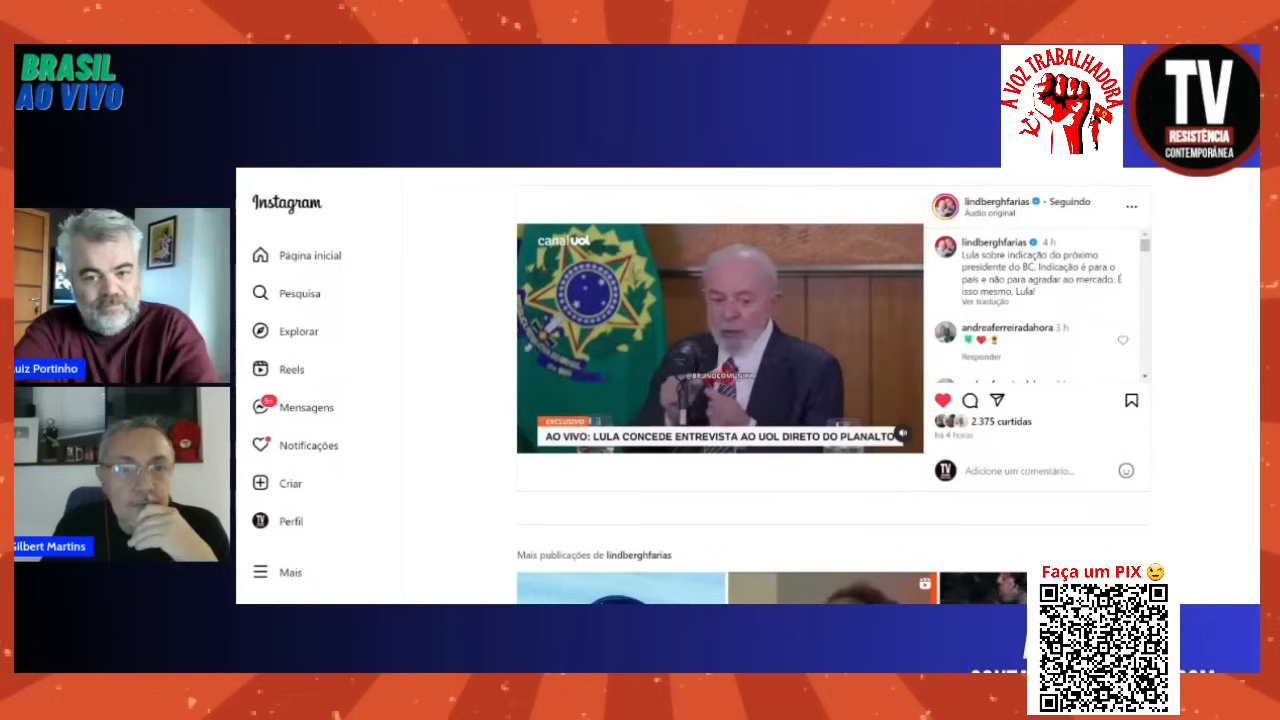 BRASIL
AO VIVO
A VOZ TRABALHADORA
TV
RESISTÊNCIA
CONTEMPORÂNEA
uiz Portinho
ilbert Martins
Instagram
Página inicial
Pesquisa
Explorar
Reels
5+
Mensagens
Notificações
Criar
Perfil
Mais
canal uol
@BRUNOCOMUNIKA
EXCLUSIVO
AO VIVO: LULA CONCEDE ENTREVISTA AO UOL DIRETO DO PLANALTO
lindberghfarias • Seguindo
Áudio original
lindberghfarias 4 h
Lula sobre indicação do próximo
presidente do BC. Indicação é para o
país e não para agradar ao mercado. É
isso mesmo, Lula!
Ver tradução
andreaferreiradahora 3 h
Responder
2.375 curtidas
há 4 horas
Adicione um comentário...
Mais publicações de lindberghfarias
Faça um PIX 😉